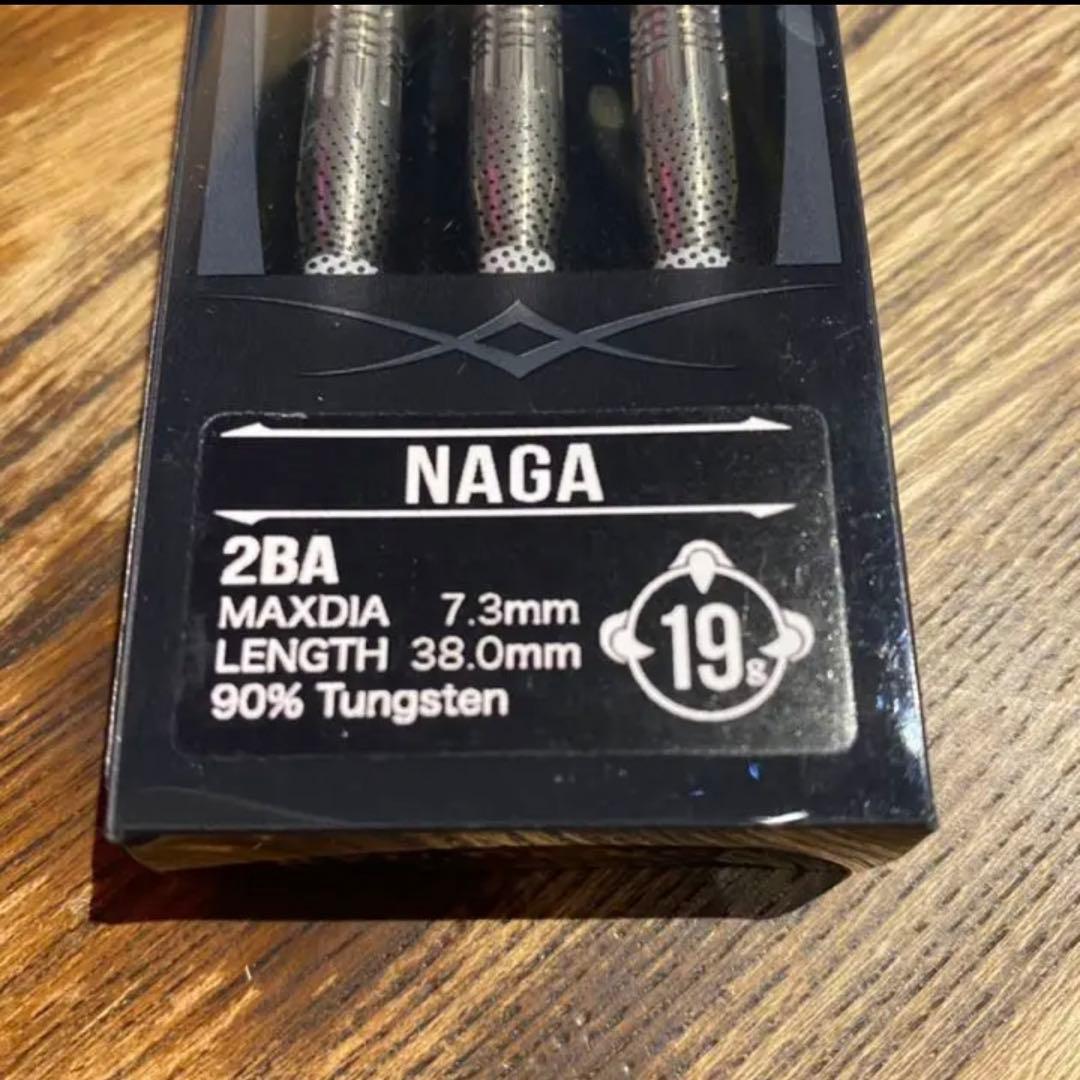 NAGA
2BA
MAXDIA 7.3mm
LENGTH 38.0mm
90% Tungsten
19g